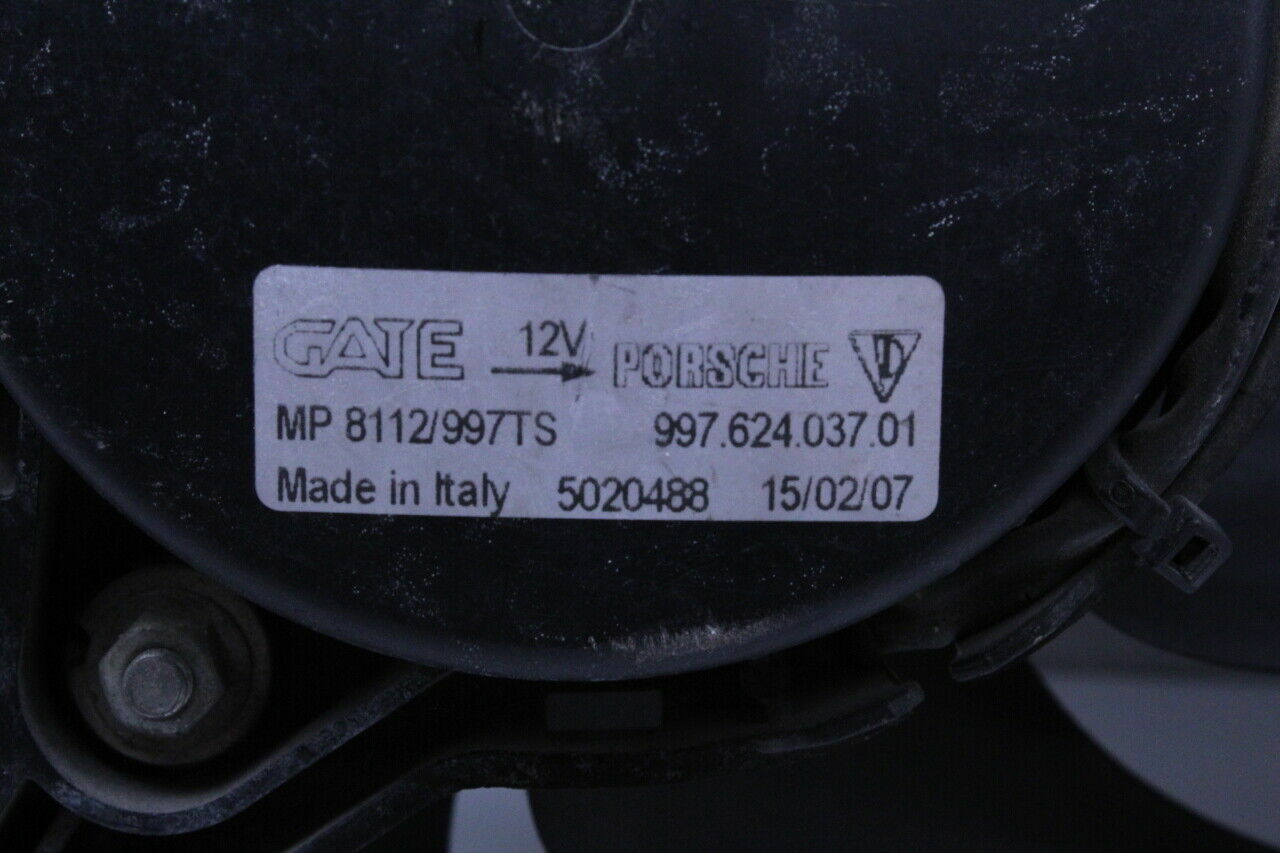 GATE 12V PORSCHE
MP 8112/997TS 997.624.037.01
Made in Italy 5020488 15/02/07